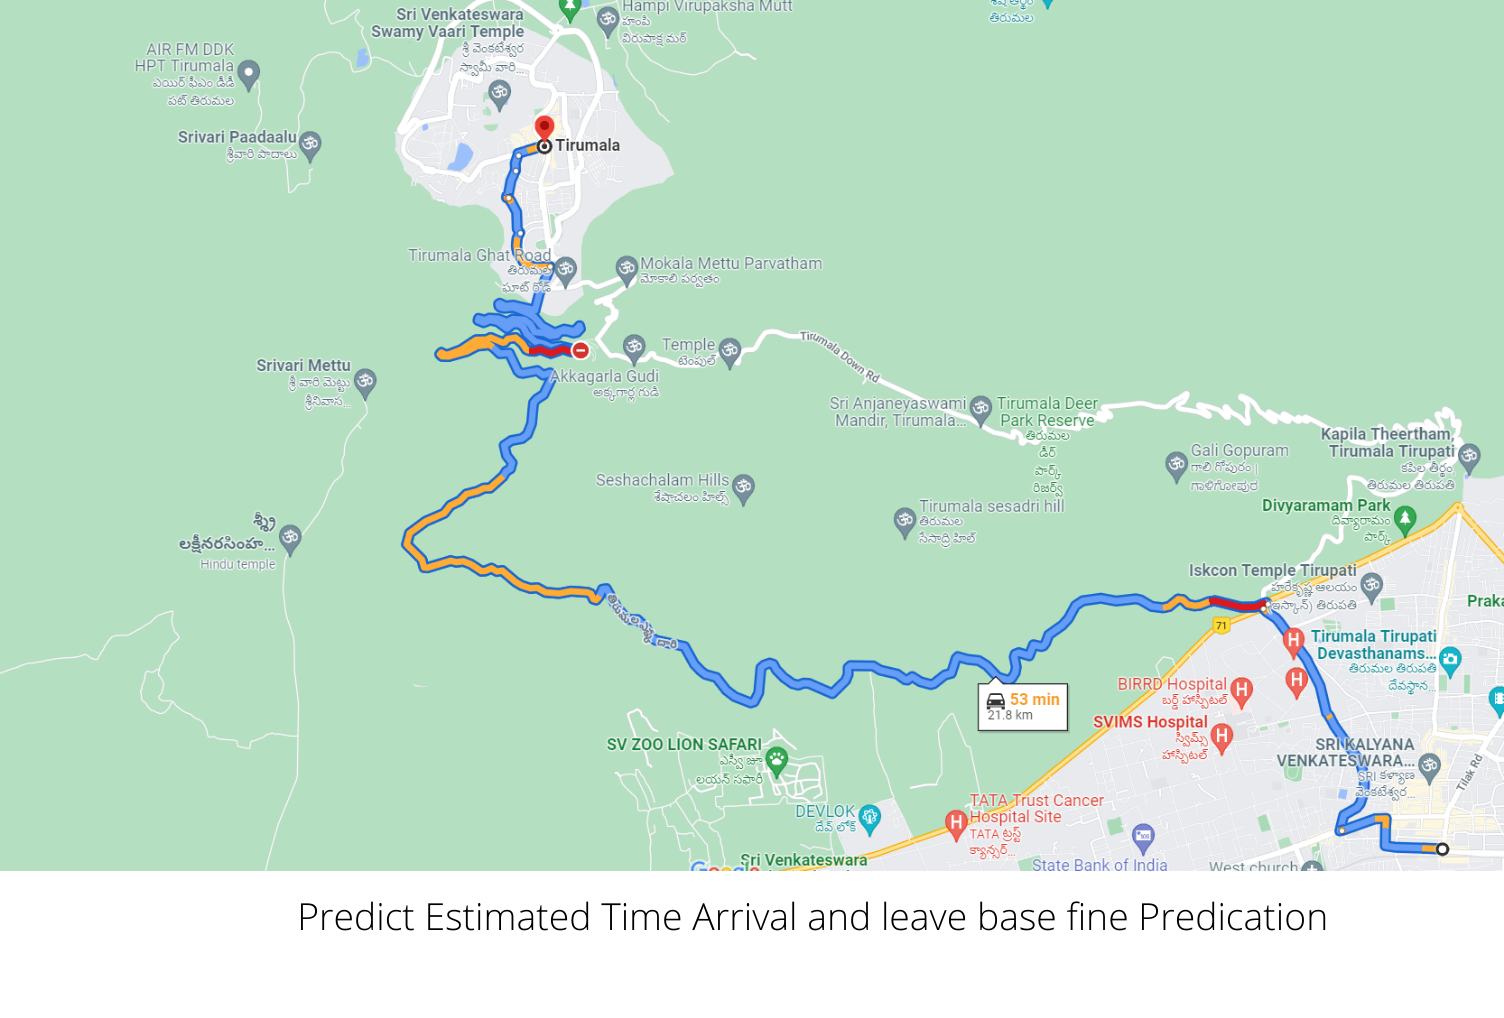 Hampi Virupaksha Mutt
హంపి
విరుపాక్ష మఠ్
తిరుమల
Sri Venkateswara
Swamy Vaari Temple
శ్రీ వెంకటేశ్వర
స్వామీ వారి...
AIR FM DDK
HPT Tirumala
ఎయిర్ ఫీఎం డీడీ
పట్ తిరుమల
Srivari Paadaalu
శ్రీవారి పాదాలు
Tirumala
Tirumala Ghat Road
తిరుమల
ఘాట్ రోడ్
Mokala Mettu Parvatham
మోకాలి పర్వతం
Temple
టెంపుల్
Tirumala Down Rd
Srivari Mettu
శ్రీ వారి మెట్టు
శ్రీనివాస...
Akkagarla Gudi
అక్కగార్ల గుడి
Sri Anjaneyaswami
Mandir, Tirumala...
Tirumala Deer
Park Reserve
తిరుమల
డీర్
పార్క్
రిజర్వ్
Kapila Theertham,
Tirumala Tirupati
కపిల తీర్థం
తిరుమల తిరుపతి
Gali Gopuram
గాలి గోపురం |
ಗಾಳಿಗೋಪುರ
Seshachalam Hills
శేషాచలం హిల్స్
Tirumala sesadri hill
తిరుమల
సేసాద్రి హిల్
Divyaramam Park
దివ్యారామం
పార్క్
லக்ஷ்மீநரசிம்ஹ...
Hindu temple
Iskcon Temple Tirupati
హరేకృష్ణ ఆలయం
(ఇస్కాన్) తిరుపతి
Praka
71
Tirumala Tirupati
Devasthanams...
తిరుమల తిరుపతి
దేవస్థాన...
BIRRD Hospital
బర్డ్ హాస్పిటల్
53 min
21.8 km
SVIMS Hospital
స్విమ్స్
హాస్పిటల్
SV ZOO LION SAFARI
ఎస్వి జూ
లయన్ సఫారీ
SRI KALYANA
VENKATESWARA...
SRI కళ్యాణ
వెంకటేశ్వర...
Tilak Rd
DEVLOK
దేవ్ లోక్
TATA Trust Cancer
Hospital Site
TATA ట్రస్ట్
క్యాన్సర్...
Sri Venkateswara
State Bank of India
West church
Google
Predict Estimated Time Arrival and leave base fine Predication